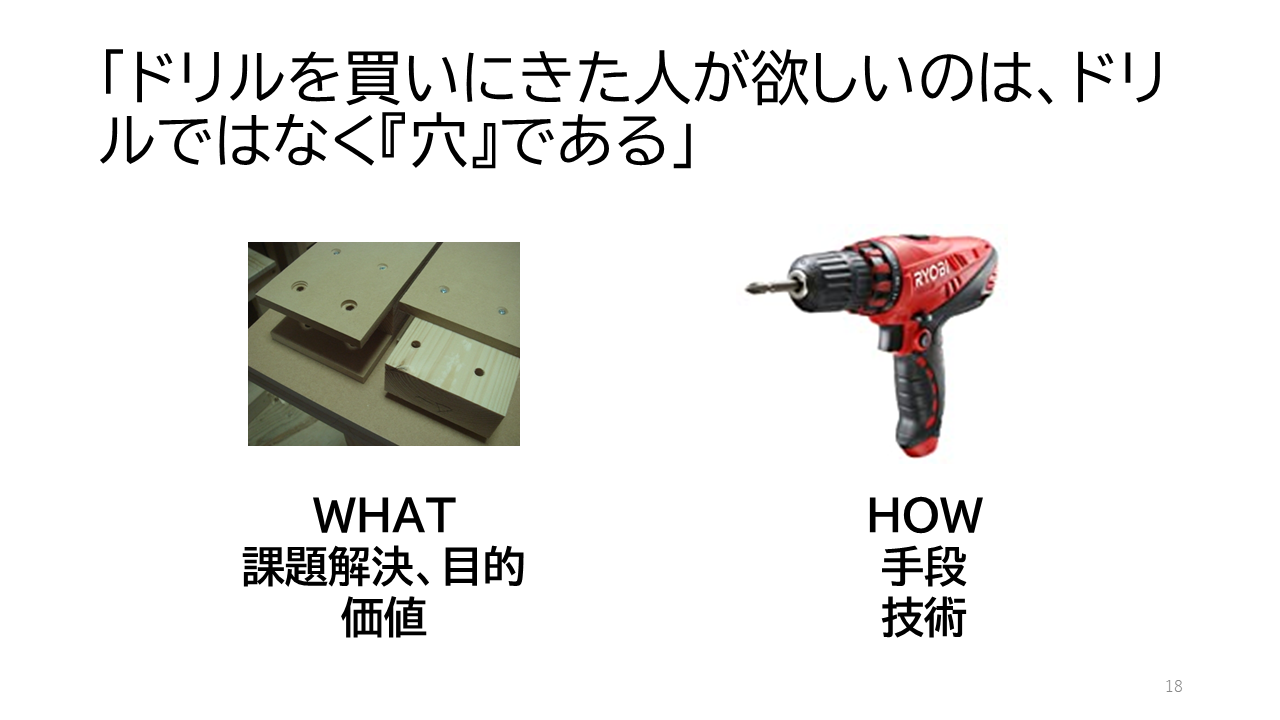 「ドリルを買いにきた人が欲しいのは、ドリ
ルではなく『穴』である」
RYOBI
WHAT
課題解決、目的
価値
HOW
手段
技術
18